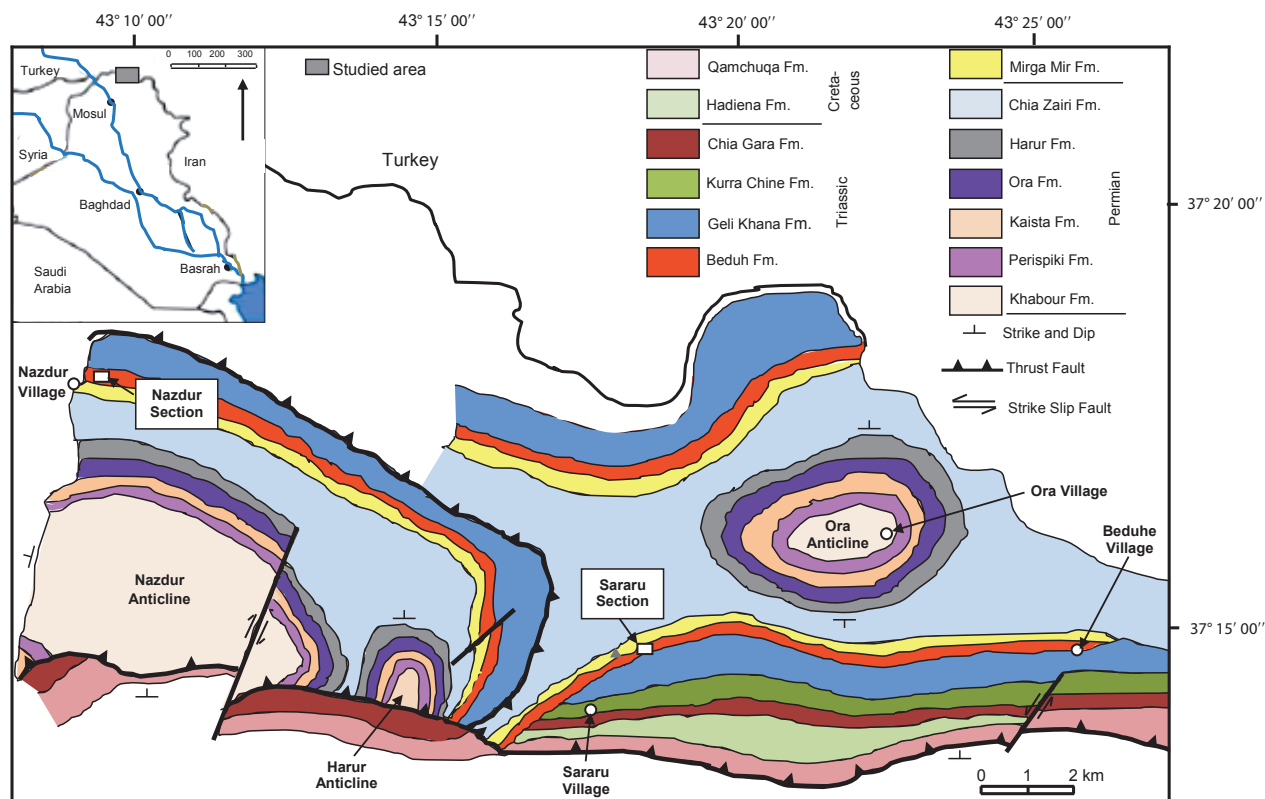 43° 10’ 00’’
43° 15’ 00’’
43° 20’ 00’’
43° 25’ 00’’
0 100 200 300
Turkey
Mosul
Syria
Iran
Baghdad
Saudi
Arabia
Basrah
Studied area
Turkey
Qamchuqa Fm.
Hadiena Fm.
Creta-
ceous
Chia Gara Fm.
Kurra Chine Fm.
Geli Khana Fm.
Beduh Fm.
Triassic
Mirga Mir Fm.
Chia Zairi Fm.
Harur Fm.
Ora Fm.
Kaista Fm.
Perispiki Fm.
Khabour Fm.
Permian
Strike and Dip
Thrust Fault
Strike Slip Fault
37° 20’ 00’’
37° 15’ 00’’
Nazdur
Village
Nazdur
Section
Ora Village
Ora
Anticline
Beduhe
Village
Nazdur
Anticline
Sararu
Section
Harur
Anticline
Sararu
Village
0 1 2 km